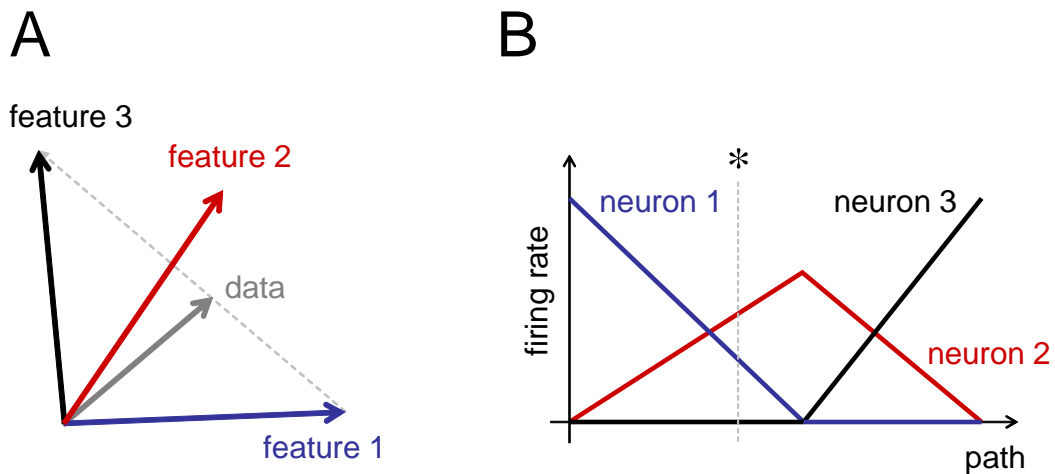 A
B
feature 3
feature 2
data
feature 1
*
neuron 1
neuron 3
firing rate
neuron 2
path